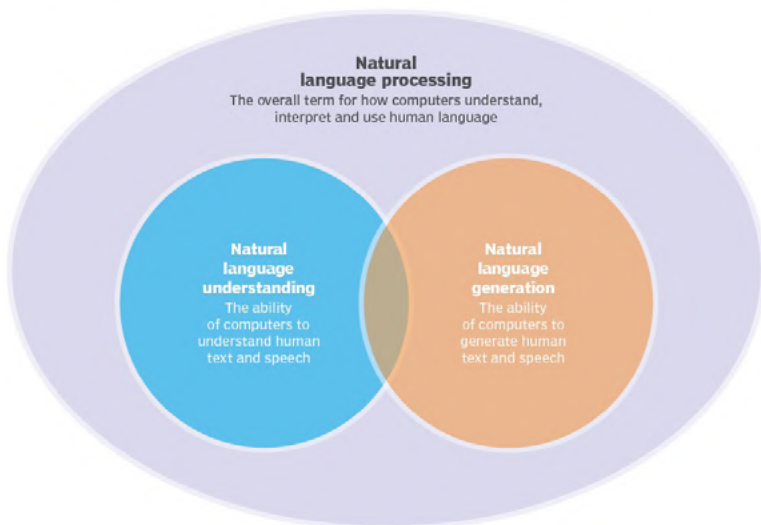 Natural
language processing
The overall term for how computers understand,
interpret and use human language
Natural
language
understanding
The ability
of computers to
understand human
text and speech
Natural
language
generation
The ability
of computers to
generate human
text and speech